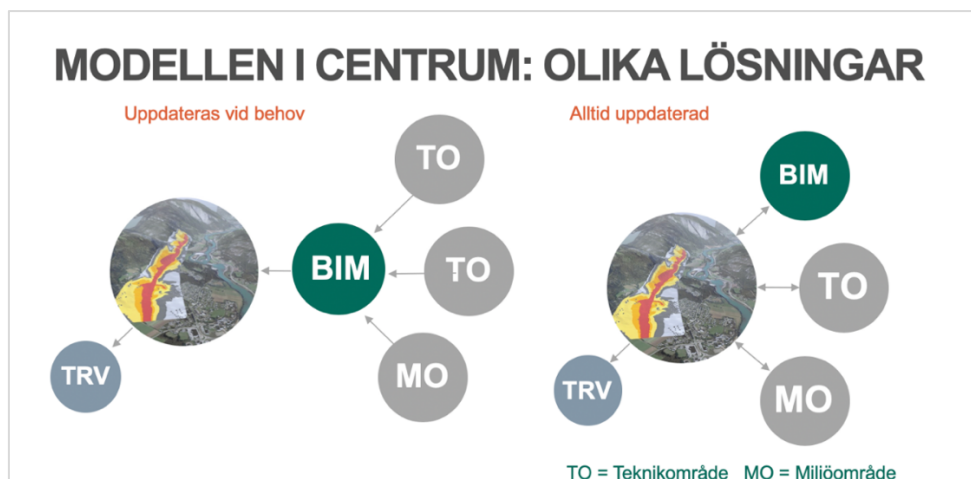 MODELLEN I CENTRUM: OLIKA LÖSNINGAR
Uppdateras vid behov
TO
BIM
TO
MO
TRV
Alltid uppdaterad
BIM
TO
MO
TRV
TO = Teknikområde MO = Miljöområde